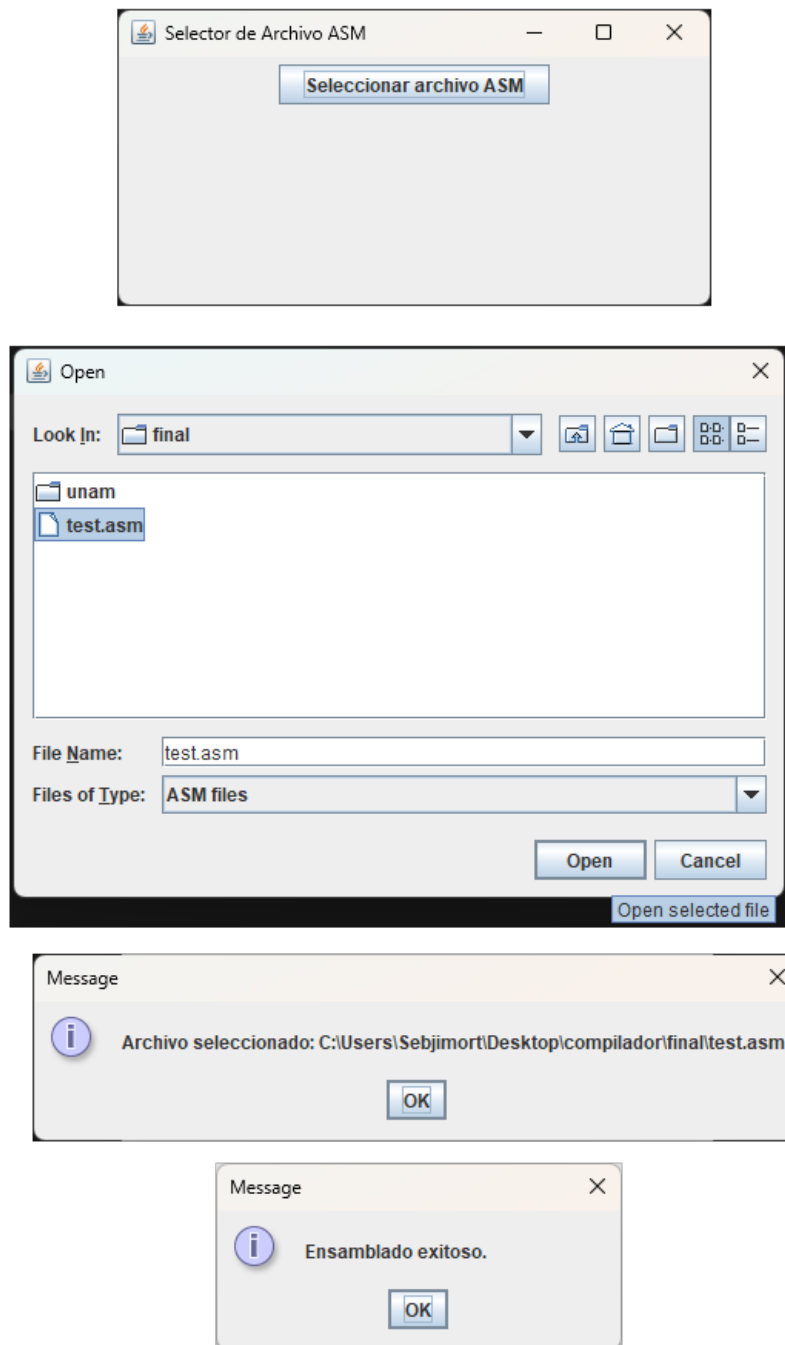 Selector de Archivo ASM
Seleccionar archivo ASM
Open
Look In: final
unam
test.asm
File Name: test.asm
Files of Type: ASM files
Open Cancel
Open selected file
Message
Archivo seleccionado: C:\Users\Sebjimort\Desktop\compilador\final\test.asm
OK
Message
Ensamblado exitoso.
OK